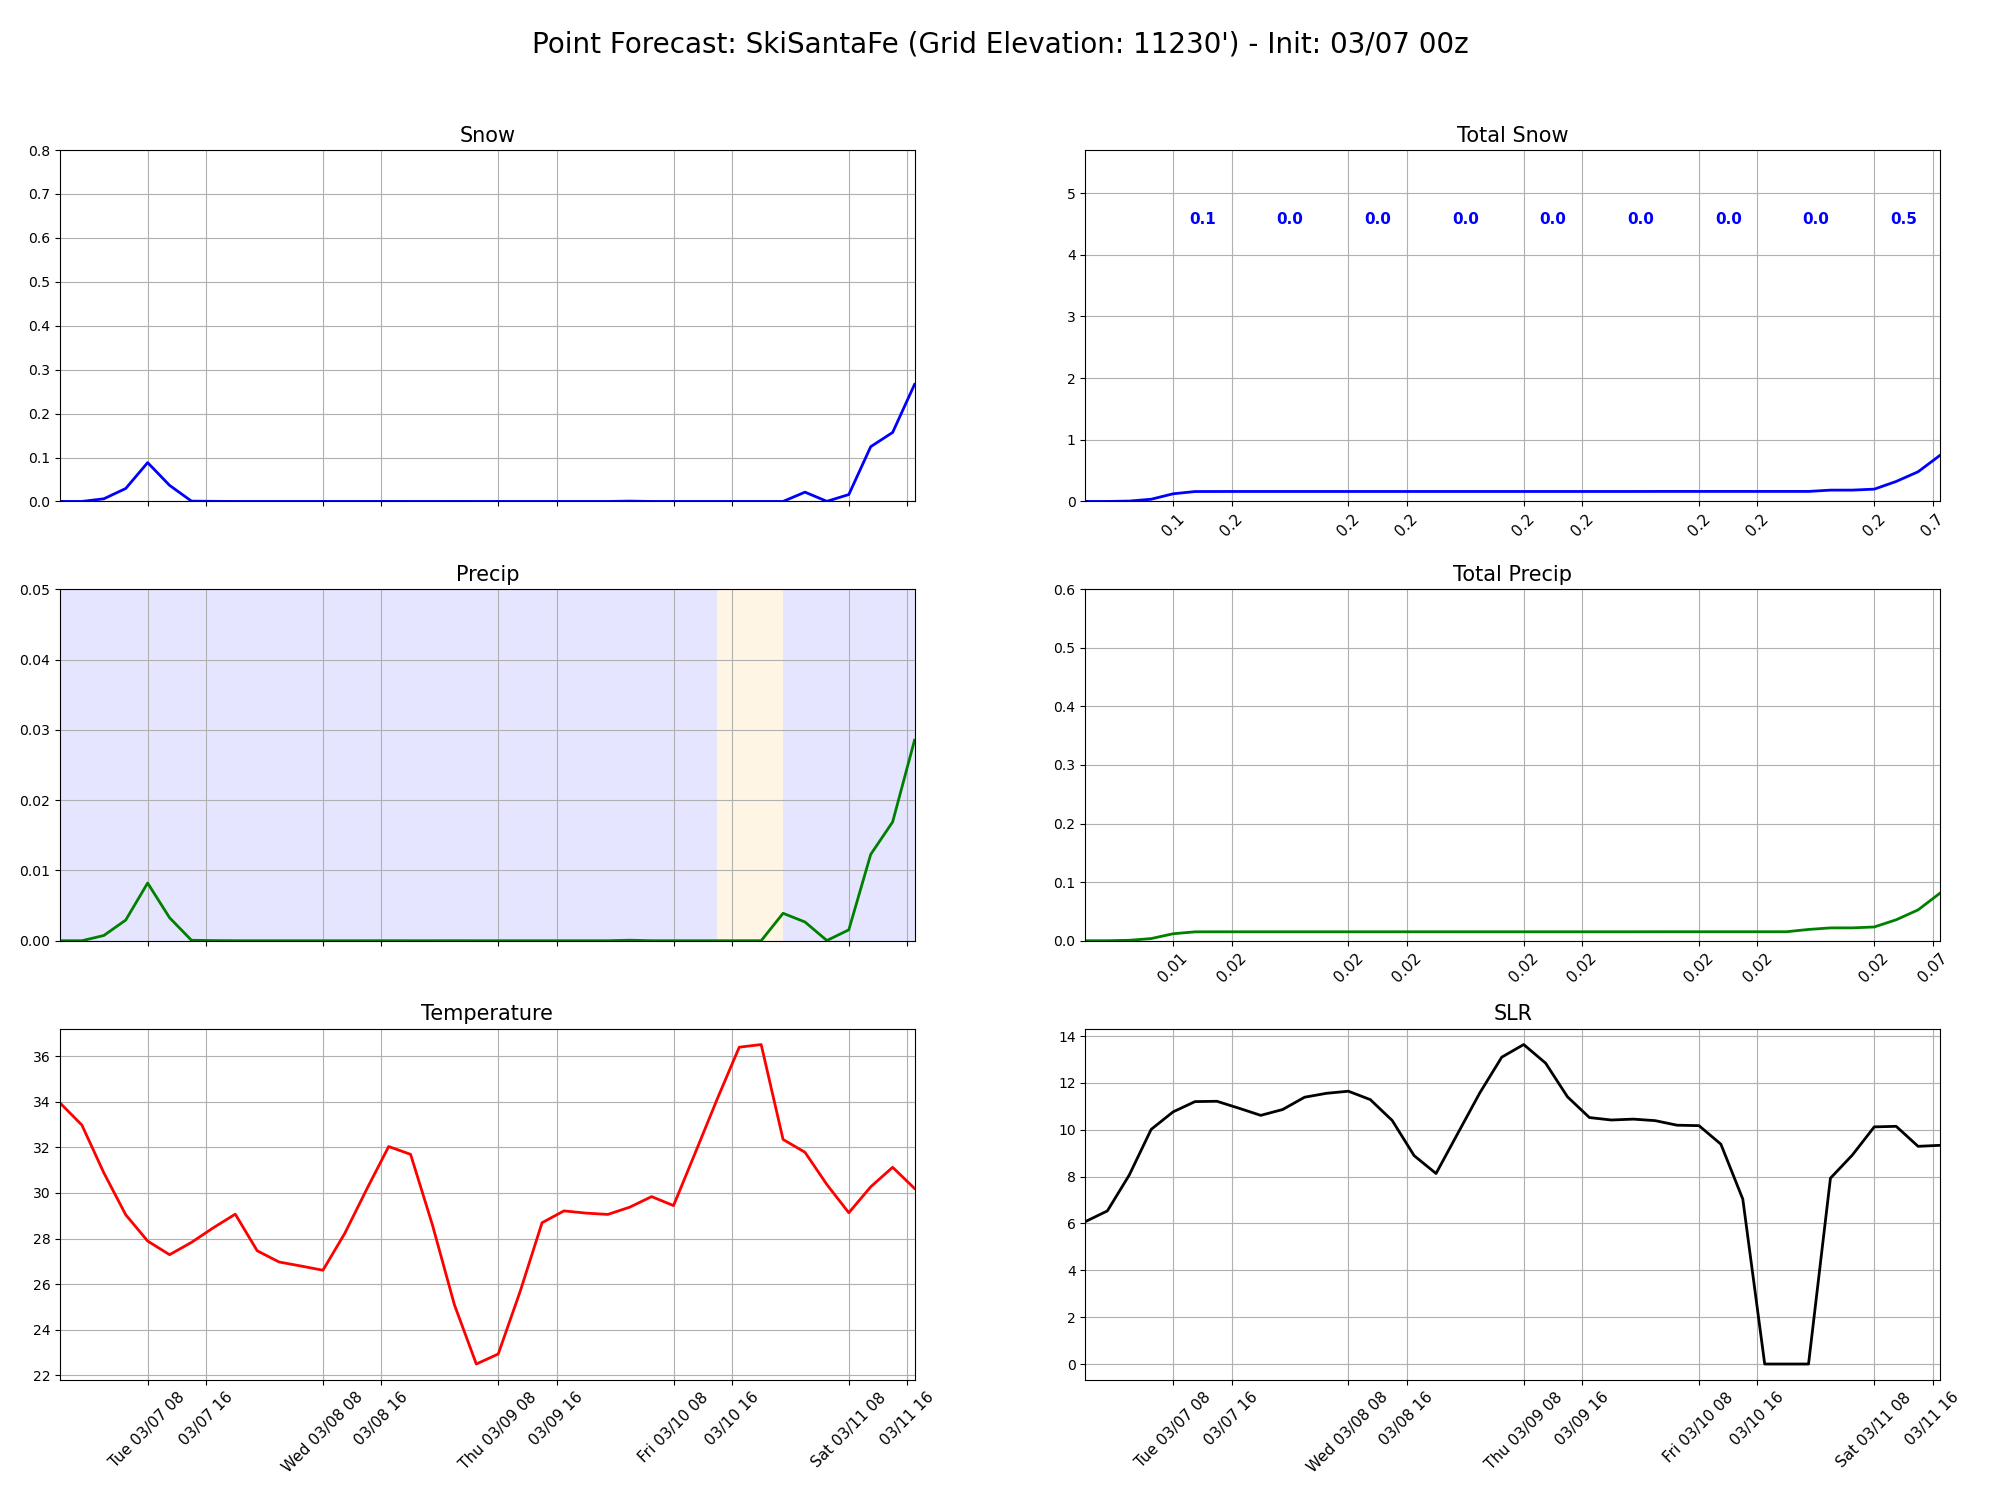 Point Forecast: SkiSantaFe (Grid Elevation: 11230') - Init: 03/07 00z
Snow
0.8
0.7
0.6
0.5
0.4
0.3
0.2
0.1
0.0
Total Snow
5
4
3
2
1
0
0.1 0.0 0.0 0.0 0.0 0.0 0.0 0.0 0.5
0.1 0.2 0.2 0.2 0.2 0.2 0.2 0.2 0.2 0.7
Precip
0.05
0.04
0.03
0.02
0.01
0.00
Total Precip
0.6
0.5
0.4
0.3
0.2
0.1
0.0
0.01 0.02 0.02 0.02 0.02 0.02 0.02 0.02 0.02 0.07
Temperature
36
34
32
30
28
26
24
22
Tue 03/07 08
03/07 16
Wed 03/08 08
03/08 16
Thu 03/09 08
03/09 16
Fri 03/10 08
03/10 16
Sat 03/11 08
03/11 16
SLR
14
12
10
8
6
4
2
0
Tue 03/07 08
03/07 16
Wed 03/08 08
03/08 16
Thu 03/09 08
03/09 16
Fri 03/10 08
03/10 16
Sat 03/11 08
03/11 16